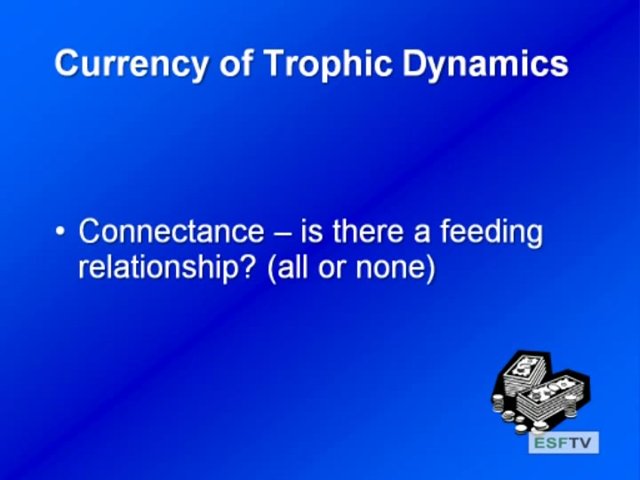 Currency of Trophic Dynamics
• Connectance – is there a feeding
relationship? (all or none)
ESFTV